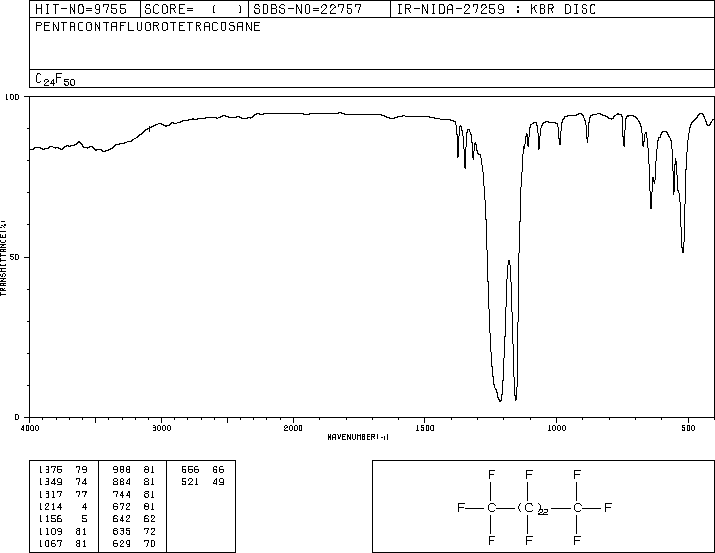 HIT-NO=9755 SCORE= ( ) SDBS-NO=22757 IR-NIDA-27259 : KBR DISC
PENTACONTAFLUOROTETRACOSANE
C24F50
100
50
0
TRANSMITTANCE(%)
4000 3000 2000 1500 1000 500
WAVENUMBER(-1)
1375 79 988 81 556 66
1349 74 884 81 521 49
1317 77 744 81
1214 4 672 81
1156 5 642 62
1109 81 635 72
1067 81 629 70
F F F
F C (C)22 C F
F F F